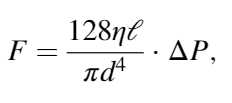 F = \frac{128\eta\ell}{\pi d^4} \cdot \Delta P,